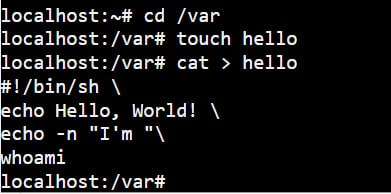 localhost:~# cd /var
localhost:/var# touch hello
localhost:/var# cat > hello
#!/bin/sh \
echo Hello, World! \
echo -n "I'm "\
whoami
localhost:/var#